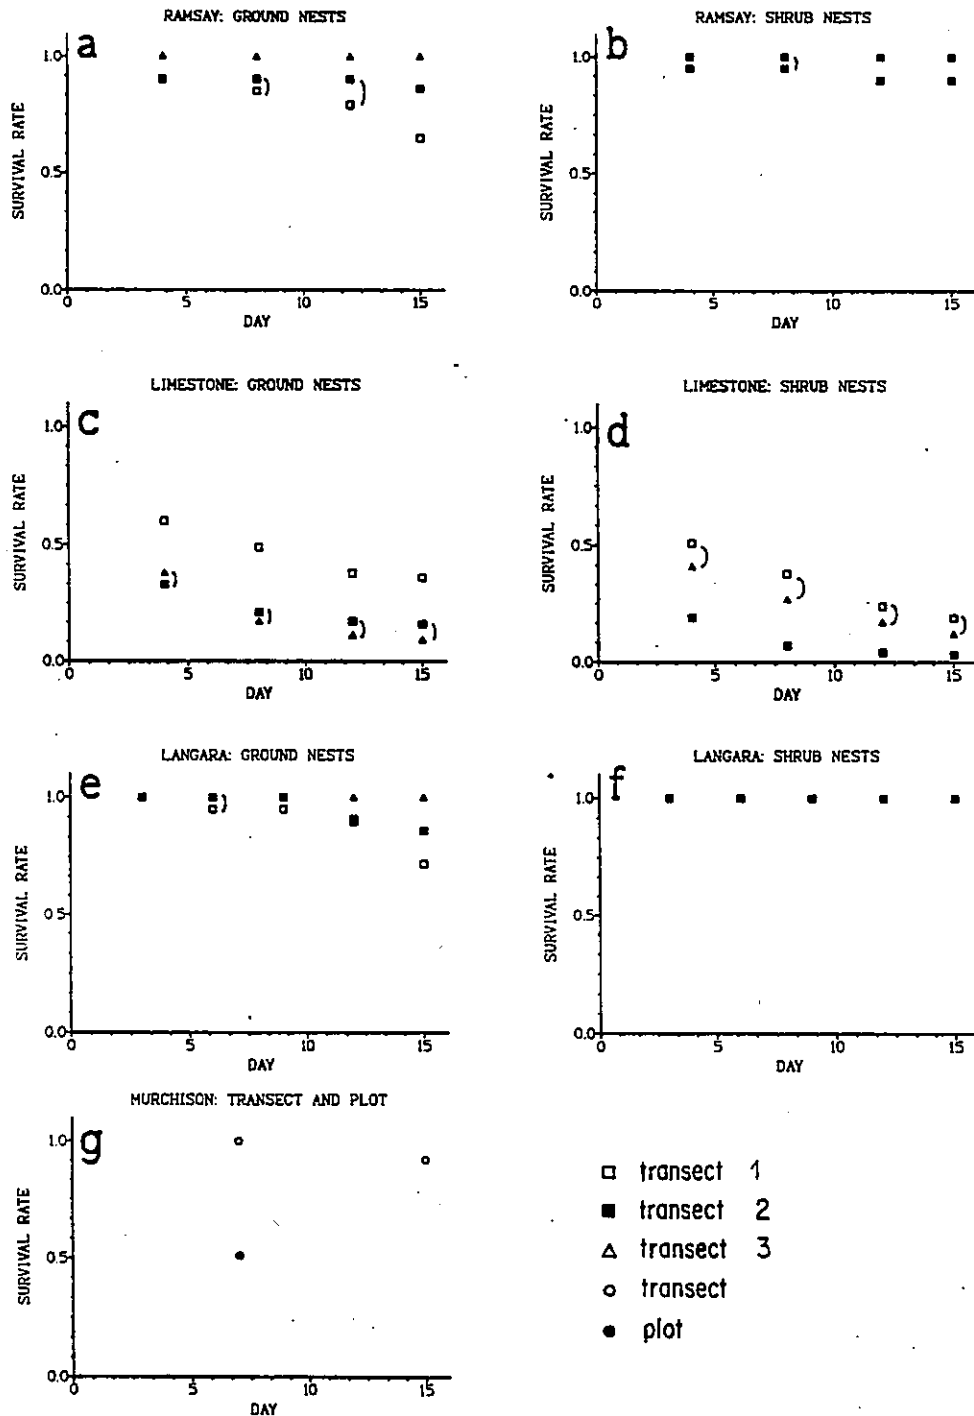 RAMSAY: GROUND NESTS
a
1.0
0.5
0.0
SURVIVAL RATE
0 5 10 15
DAY
RAMSAY: SHRUB NESTS
b
1.0
0.5
0.0
SURVIVAL RATE
0 5 10 15
DAY
LIMESTONE: GROUND NESTS
c
1.0
0.5
0.0
SURVIVAL RATE
0 5 10 15
DAY
LIMESTONE: SHRUB NESTS
d
1.0
0.5
0.0
SURVIVAL RATE
0 5 10 15
DAY
LANGARA: GROUND NESTS
e
1.0
0.5
0.0
SURVIVAL RATE
0 5 10 15
DAY
LANGARA: SHRUB NESTS
f
1.0
0.5
0.0
SURVIVAL RATE
0 5 10 15
DAY
MURCHISON: TRANSECT AND PLOT
g
1.0
0.5
0.0
SURVIVAL RATE
0 5 10 15
DAY
transect 1
transect 2
transect 3
transect
plot